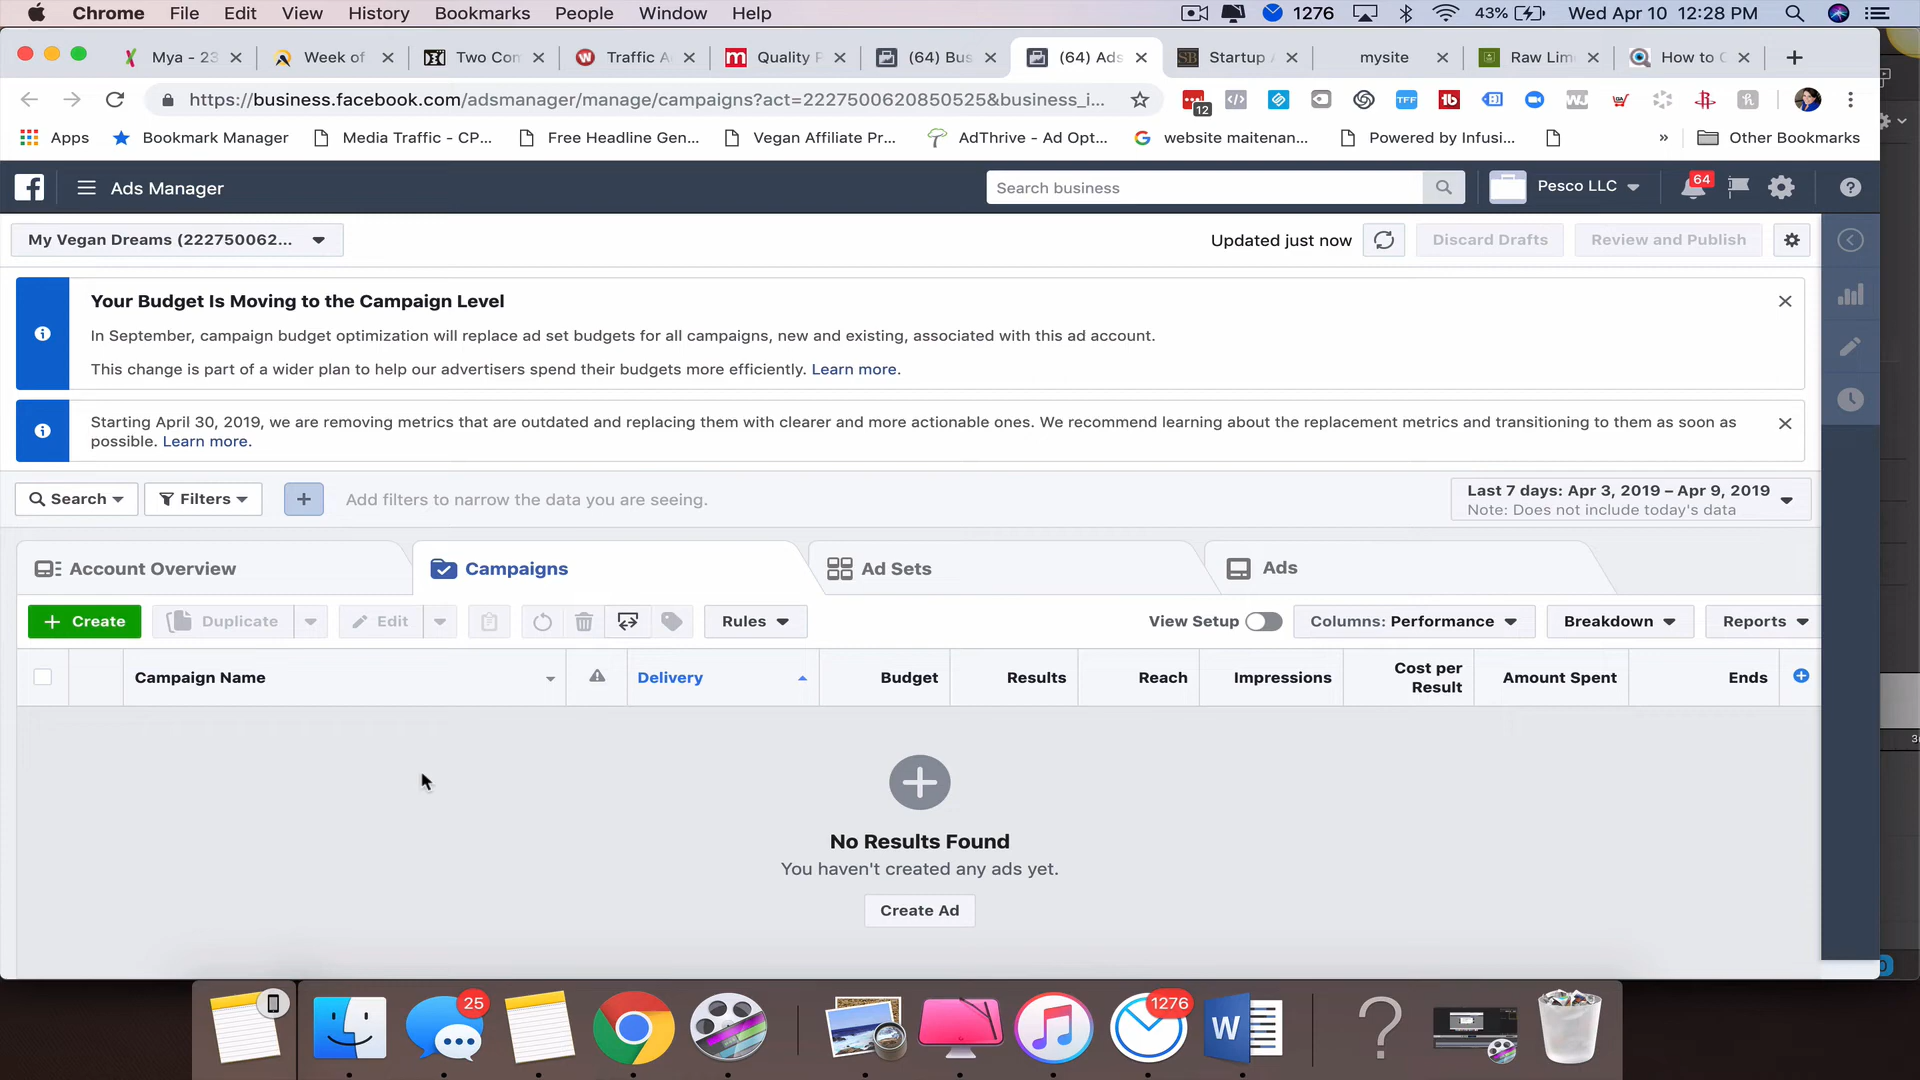 Chrome File Edit View History Bookmarks People Window Help 1276 43% Wed Apr 10 12:28 PM
Mya - 23 Week of Two Com Traffic A Quality P (64) Bus (64) Ads Startup mysite Raw Lim How to
https://business.facebook.com/adsmanager/manage/campaigns?act=2227500620850525&business_i... 12 TFF
Apps Bookmark Manager Media Traffic - CP... Free Headline Gen... Vegan Affiliate Pr... AdThrive - Ad Opt... website maitenan... Powered by Infusi... » Other Bookmarks
Ads Manager Search business Pesco LLC 64
My Vegan Dreams (222750062... Updated just now Discard Drafts Review and Publish
Your Budget Is Moving to the Campaign Level
In September, campaign budget optimization will replace ad set budgets for all campaigns, new and existing, associated with this ad account.
This change is part of a wider plan to help our advertisers spend their budgets more efficiently. Learn more.
Starting April 30, 2019, we are removing metrics that are outdated and replacing them with clearer and more actionable ones. We recommend learning about the replacement metrics and transitioning to them as soon as
possible. Learn more.
Search Filters + Add filters to narrow the data you are seeing.
Last 7 days: Apr 3, 2019 – Apr 9, 2019
Note: Does not include today's data
Account Overview Campaigns Ad Sets Ads
+ Create Duplicate Edit Rules View Setup Columns: Performance Breakdown Reports
Campaign Name Delivery Budget Results Reach Impressions Cost per Result Amount Spent Ends
No Results Found
You haven't created any ads yet.
Create Ad
25 1276 W ?